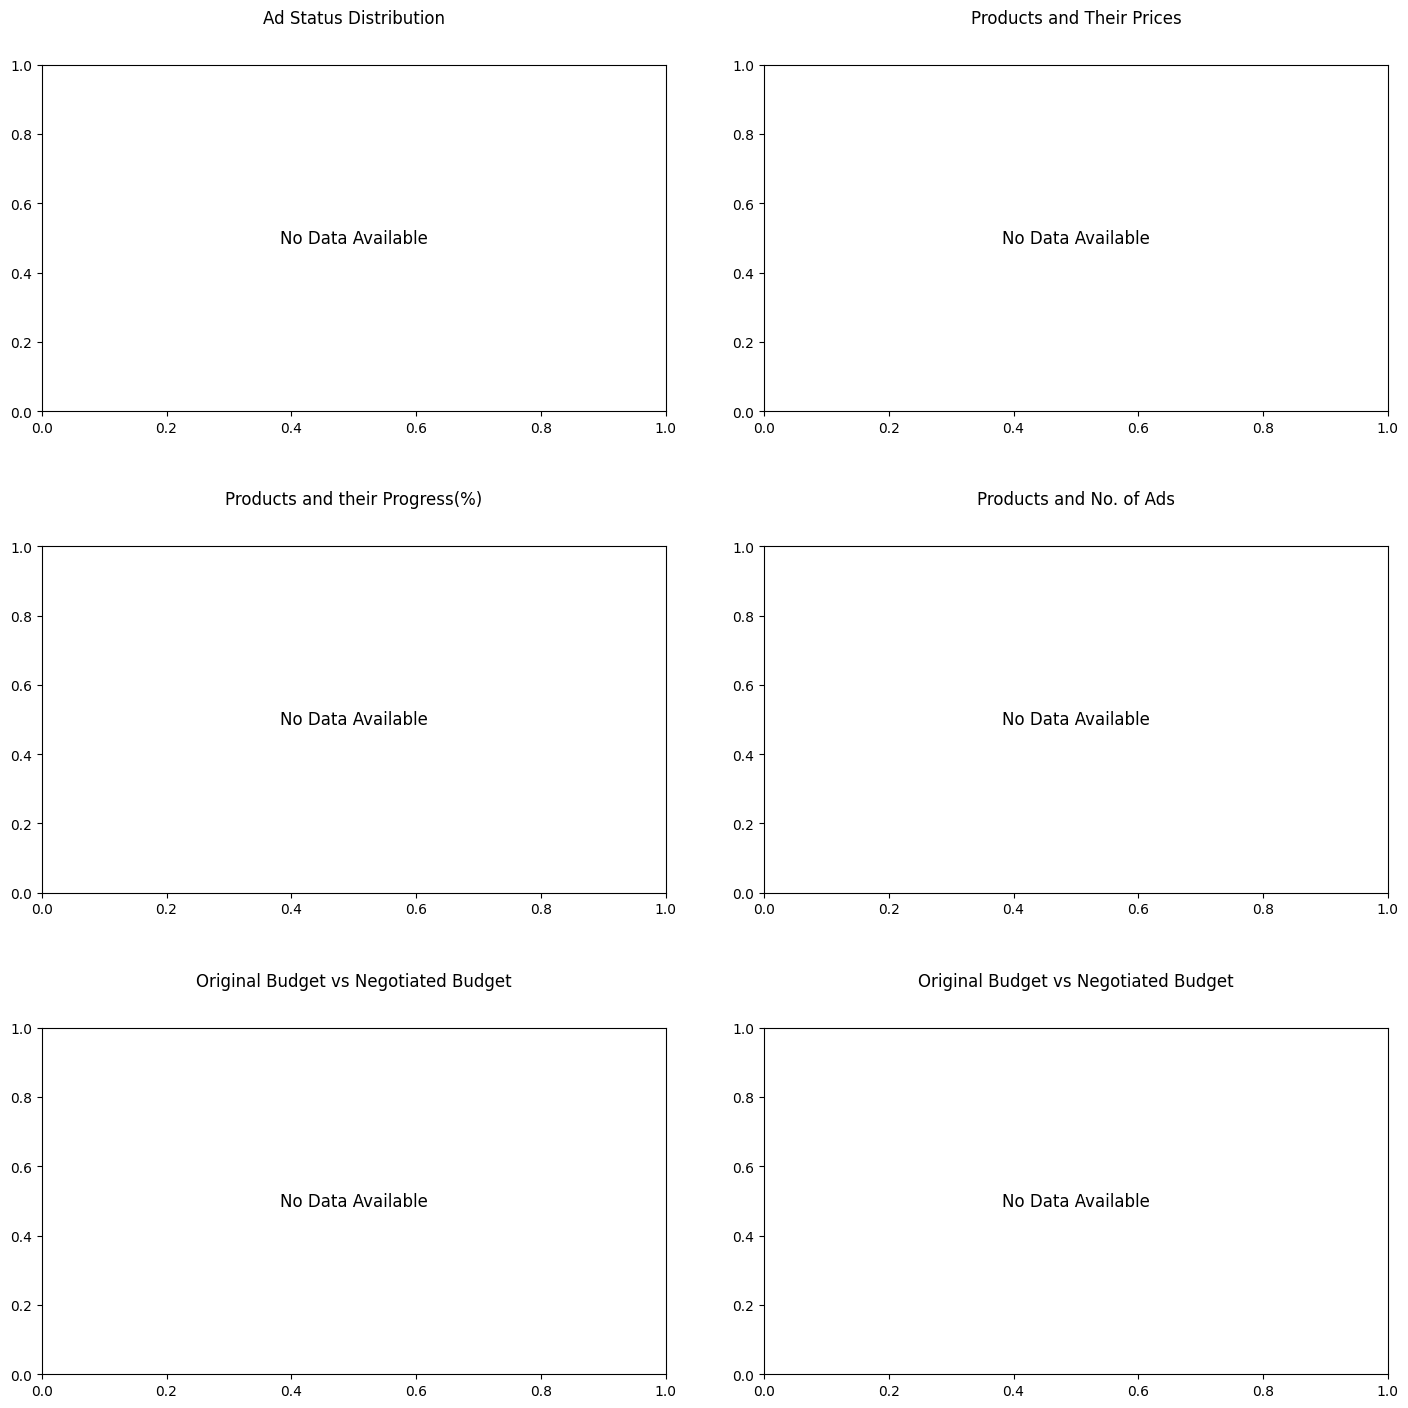 Ad Status Distribution
Products and Their Prices
1.0
0.8
0.6
0.4
0.2
0.0
No Data Available
0.0 0.2 0.4 0.6 0.8 1.0
1.0
0.8
0.6
0.4
0.2
0.0
No Data Available
0.0 0.2 0.4 0.6 0.8 1.0
Products and their Progress(%)
Products and No. of Ads
1.0
0.8
0.6
0.4
0.2
0.0
No Data Available
0.0 0.2 0.4 0.6 0.8 1.0
1.0
0.8
0.6
0.4
0.2
0.0
No Data Available
0.0 0.2 0.4 0.6 0.8 1.0
Original Budget vs Negotiated Budget
Original Budget vs Negotiated Budget
1.0
0.8
0.6
0.4
0.2
0.0
No Data Available
0.0 0.2 0.4 0.6 0.8 1.0
1.0
0.8
0.6
0.4
0.2
0.0
No Data Available
0.0 0.2 0.4 0.6 0.8 1.0